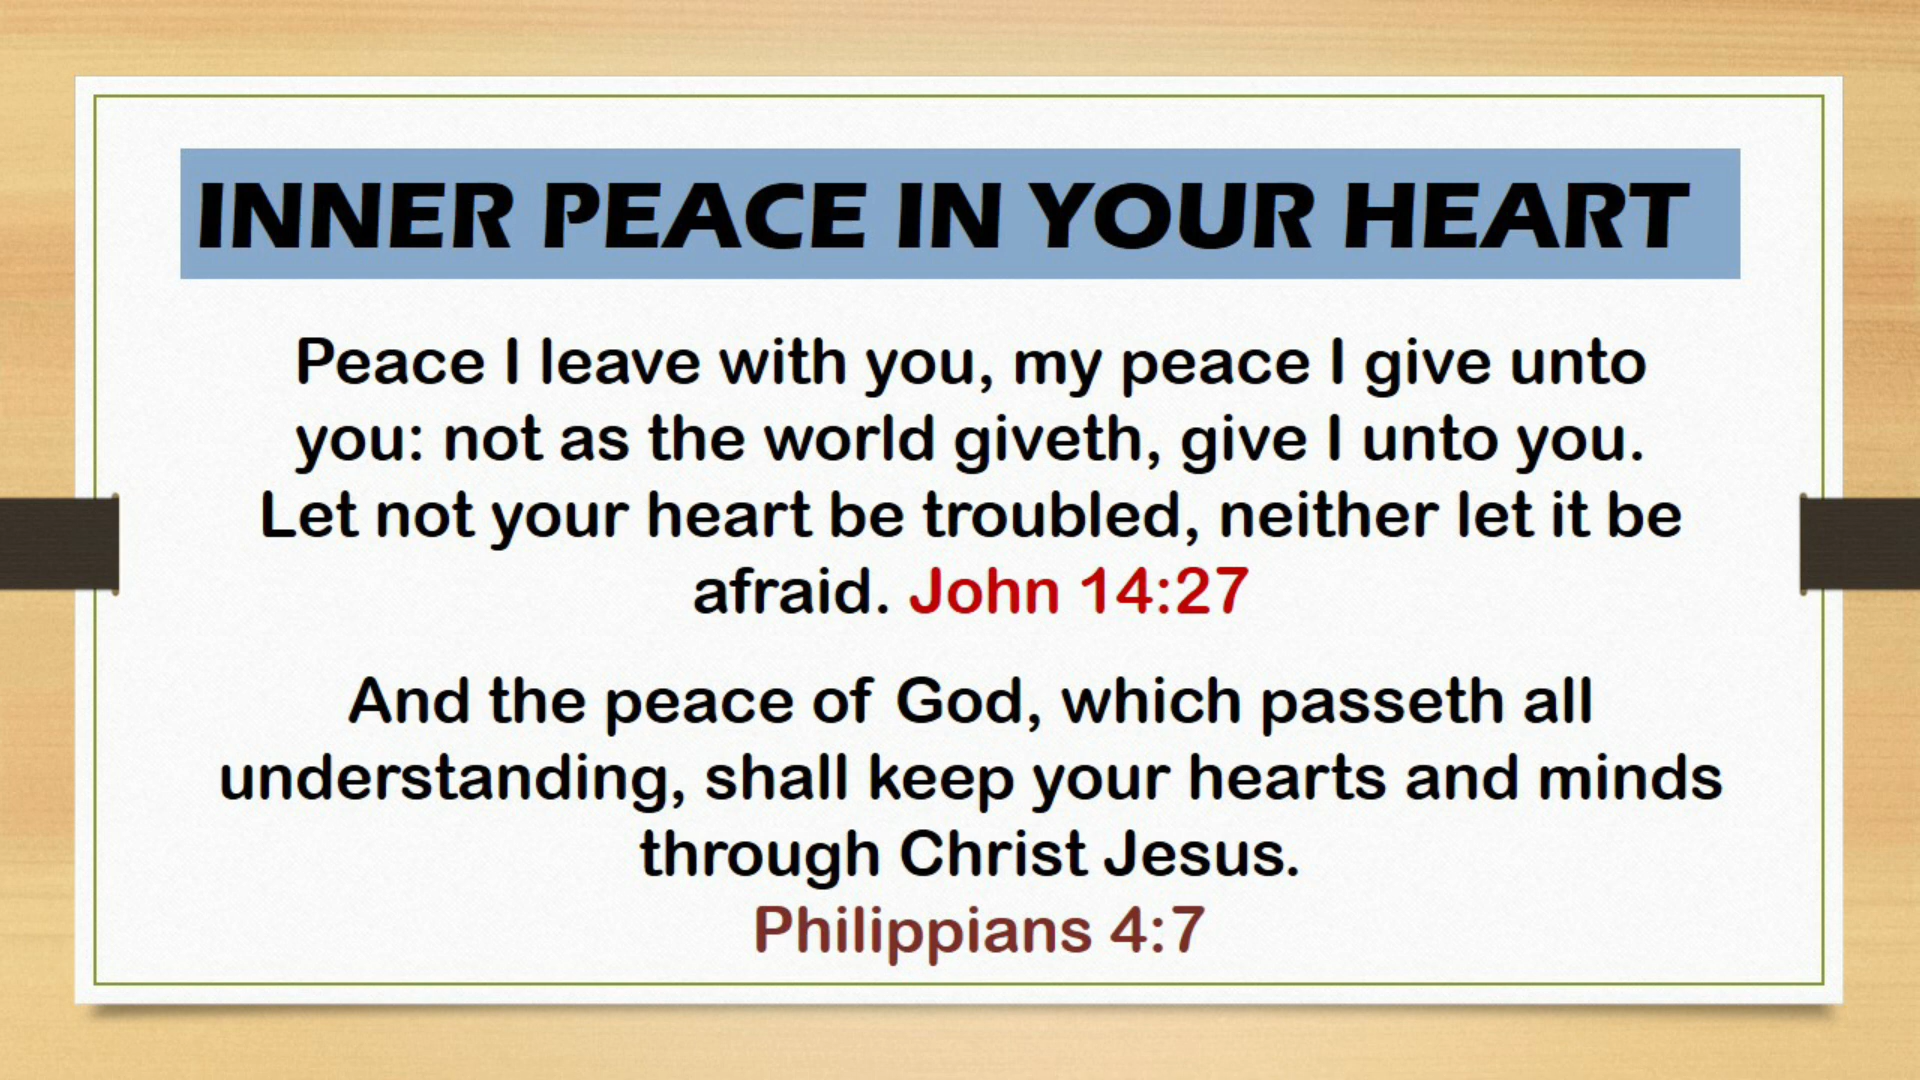 INNER PEACE IN YOUR HEART
Peace I leave with you, my peace I give unto
you: not as the world giveth, give I unto you.
Let not your heart be troubled, neither let it be
afraid. John 14:27
And the peace of God, which passeth all
understanding, shall keep your hearts and minds
through Christ Jesus.
Philippians 4:7